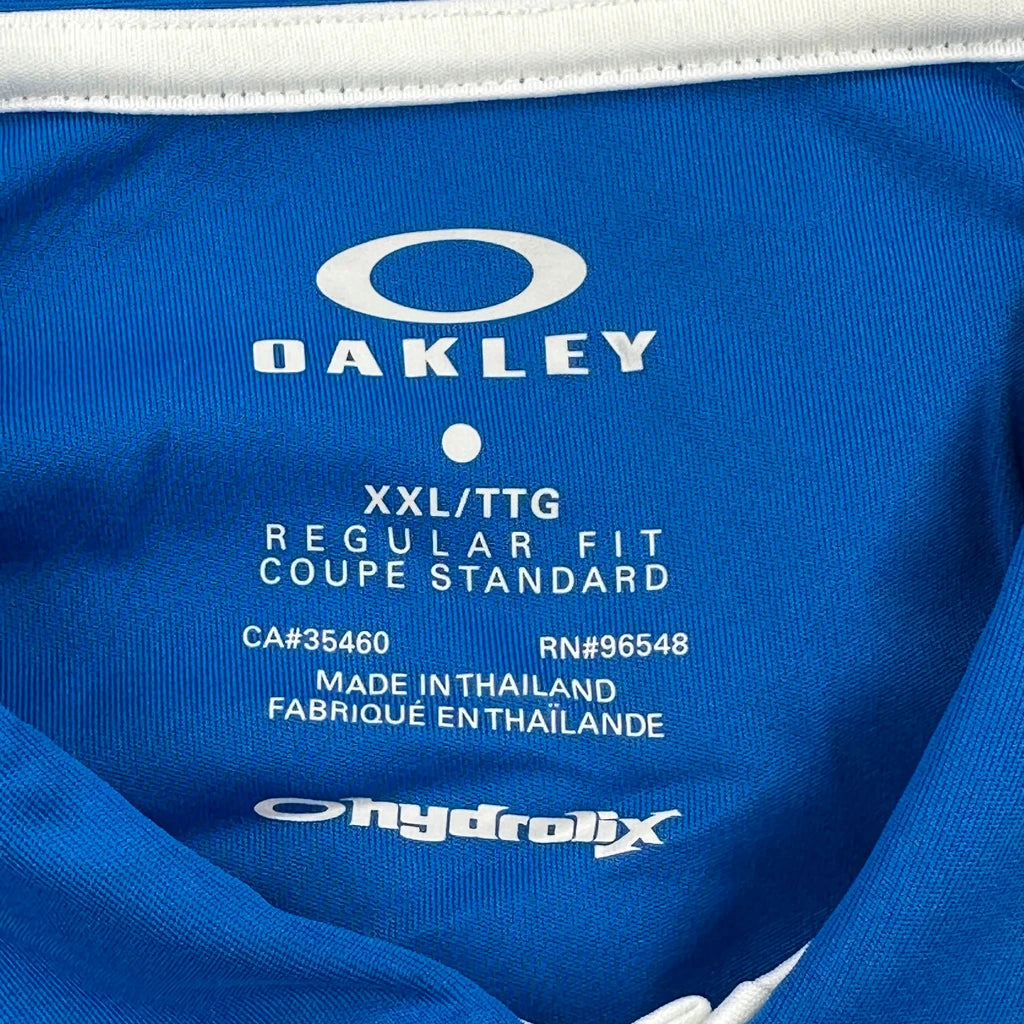 OAKLEY
XXL/TTG
REGULAR FIT
COUPE STANDARD
CA#35460 RN#96548
MADE IN THAILAND
FABRIQUÉ EN THAÏLANDE
hydrolix